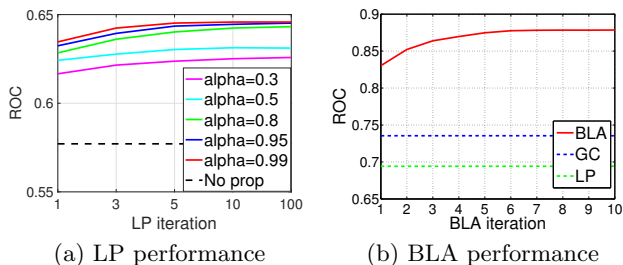 0.65
0.6
0.55
ROC
1 3 5 10 100
LP iteration
alpha=0.3
alpha=0.5
alpha=0.8
alpha=0.95
alpha=0.99
No prop
(a) LP performance
0.9
0.85
0.8
0.75
0.7
0.65
ROC
1 2 3 4 5 6 7 8 9 10
BLA iteration
BLA
GC
LP
(b) BLA performance